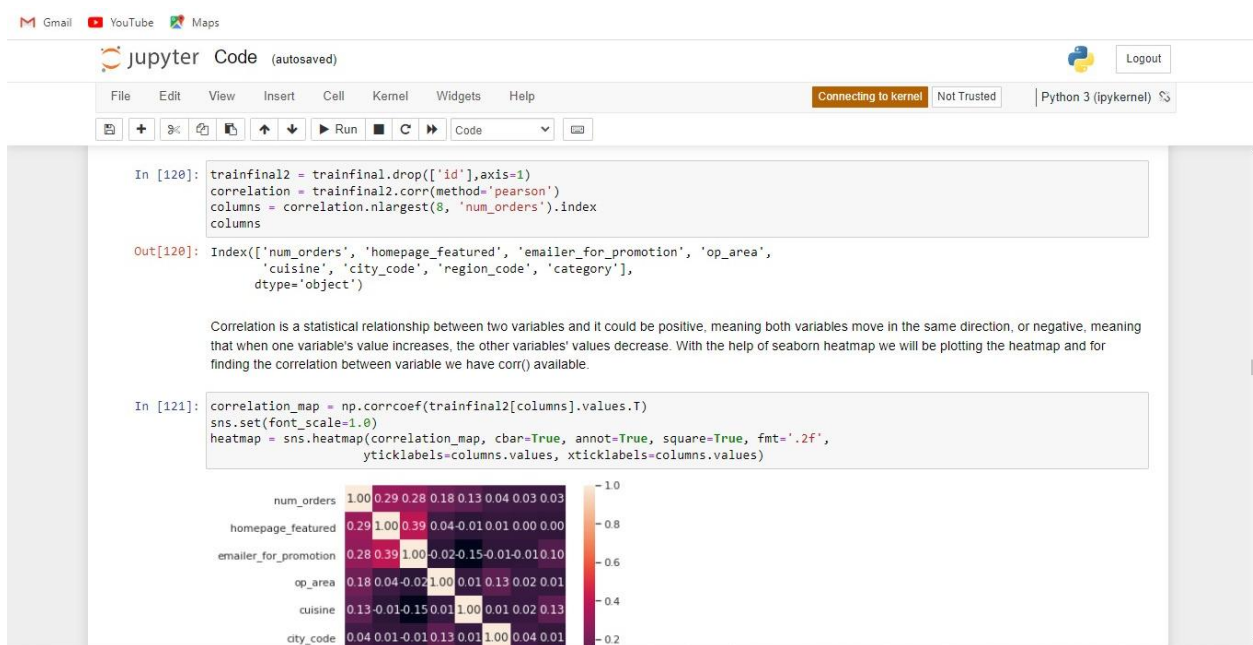 Gmail YouTube Maps
jupyter Code (autosaved)
Logout
File Edit View Insert Cell Kernel Widgets Help
Connecting to kernel Not Trusted Python 3 (ipykernel)
Run Code
In [120]: trainfinal2 = trainfinal.drop(['id'],axis=1)
correlation = trainfinal2.corr(method='pearson')
columns = correlation.nlargest(8, 'num_orders').index
columns
Out[120]: Index(['num_orders', 'homepage_featured', 'emailer_for_promotion', 'op_area',
'cuisine', 'city_code', 'region_code', 'category'],
dtype='object')
Correlation is a statistical relationship between two variables and it could be positive, meaning both variables move in the same direction, or negative, meaning
that when one variable's value increases, the other variables' values decrease. With the help of seaborn heatmap we will be plotting the heatmap and for
finding the correlation between variable we have corr() available.
In [121]: correlation_map = np.corrcoef(trainfinal2[columns].values.T)
sns.set(font_scale=1.0)
heatmap = sns.heatmap(correlation_map, cbar=True, annot=True, square=True, fmt='.2f',
yticklabels=columns.values, xticklabels=columns.values)
num_orders 1.00 0.29 0.28 0.18 0.13 0.04 0.03 0.03 1.0
homepage_featured 0.29 1.00 0.39 0.04 -0.01 0.01 0.00 0.00 0.8
emailer_for_promotion 0.28 0.39 1.00 -0.02 -0.15 -0.01 -0.01 0.10 0.6
op_area 0.18 0.04 -0.02 1.00 0.01 0.13 0.02 0.01
cuisine 0.13 -0.01 -0.15 0.01 1.00 0.01 0.02 0.13 0.4
city_code 0.04 0.01 -0.01 0.13 0.01 1.00 0.04 0.01 0.2